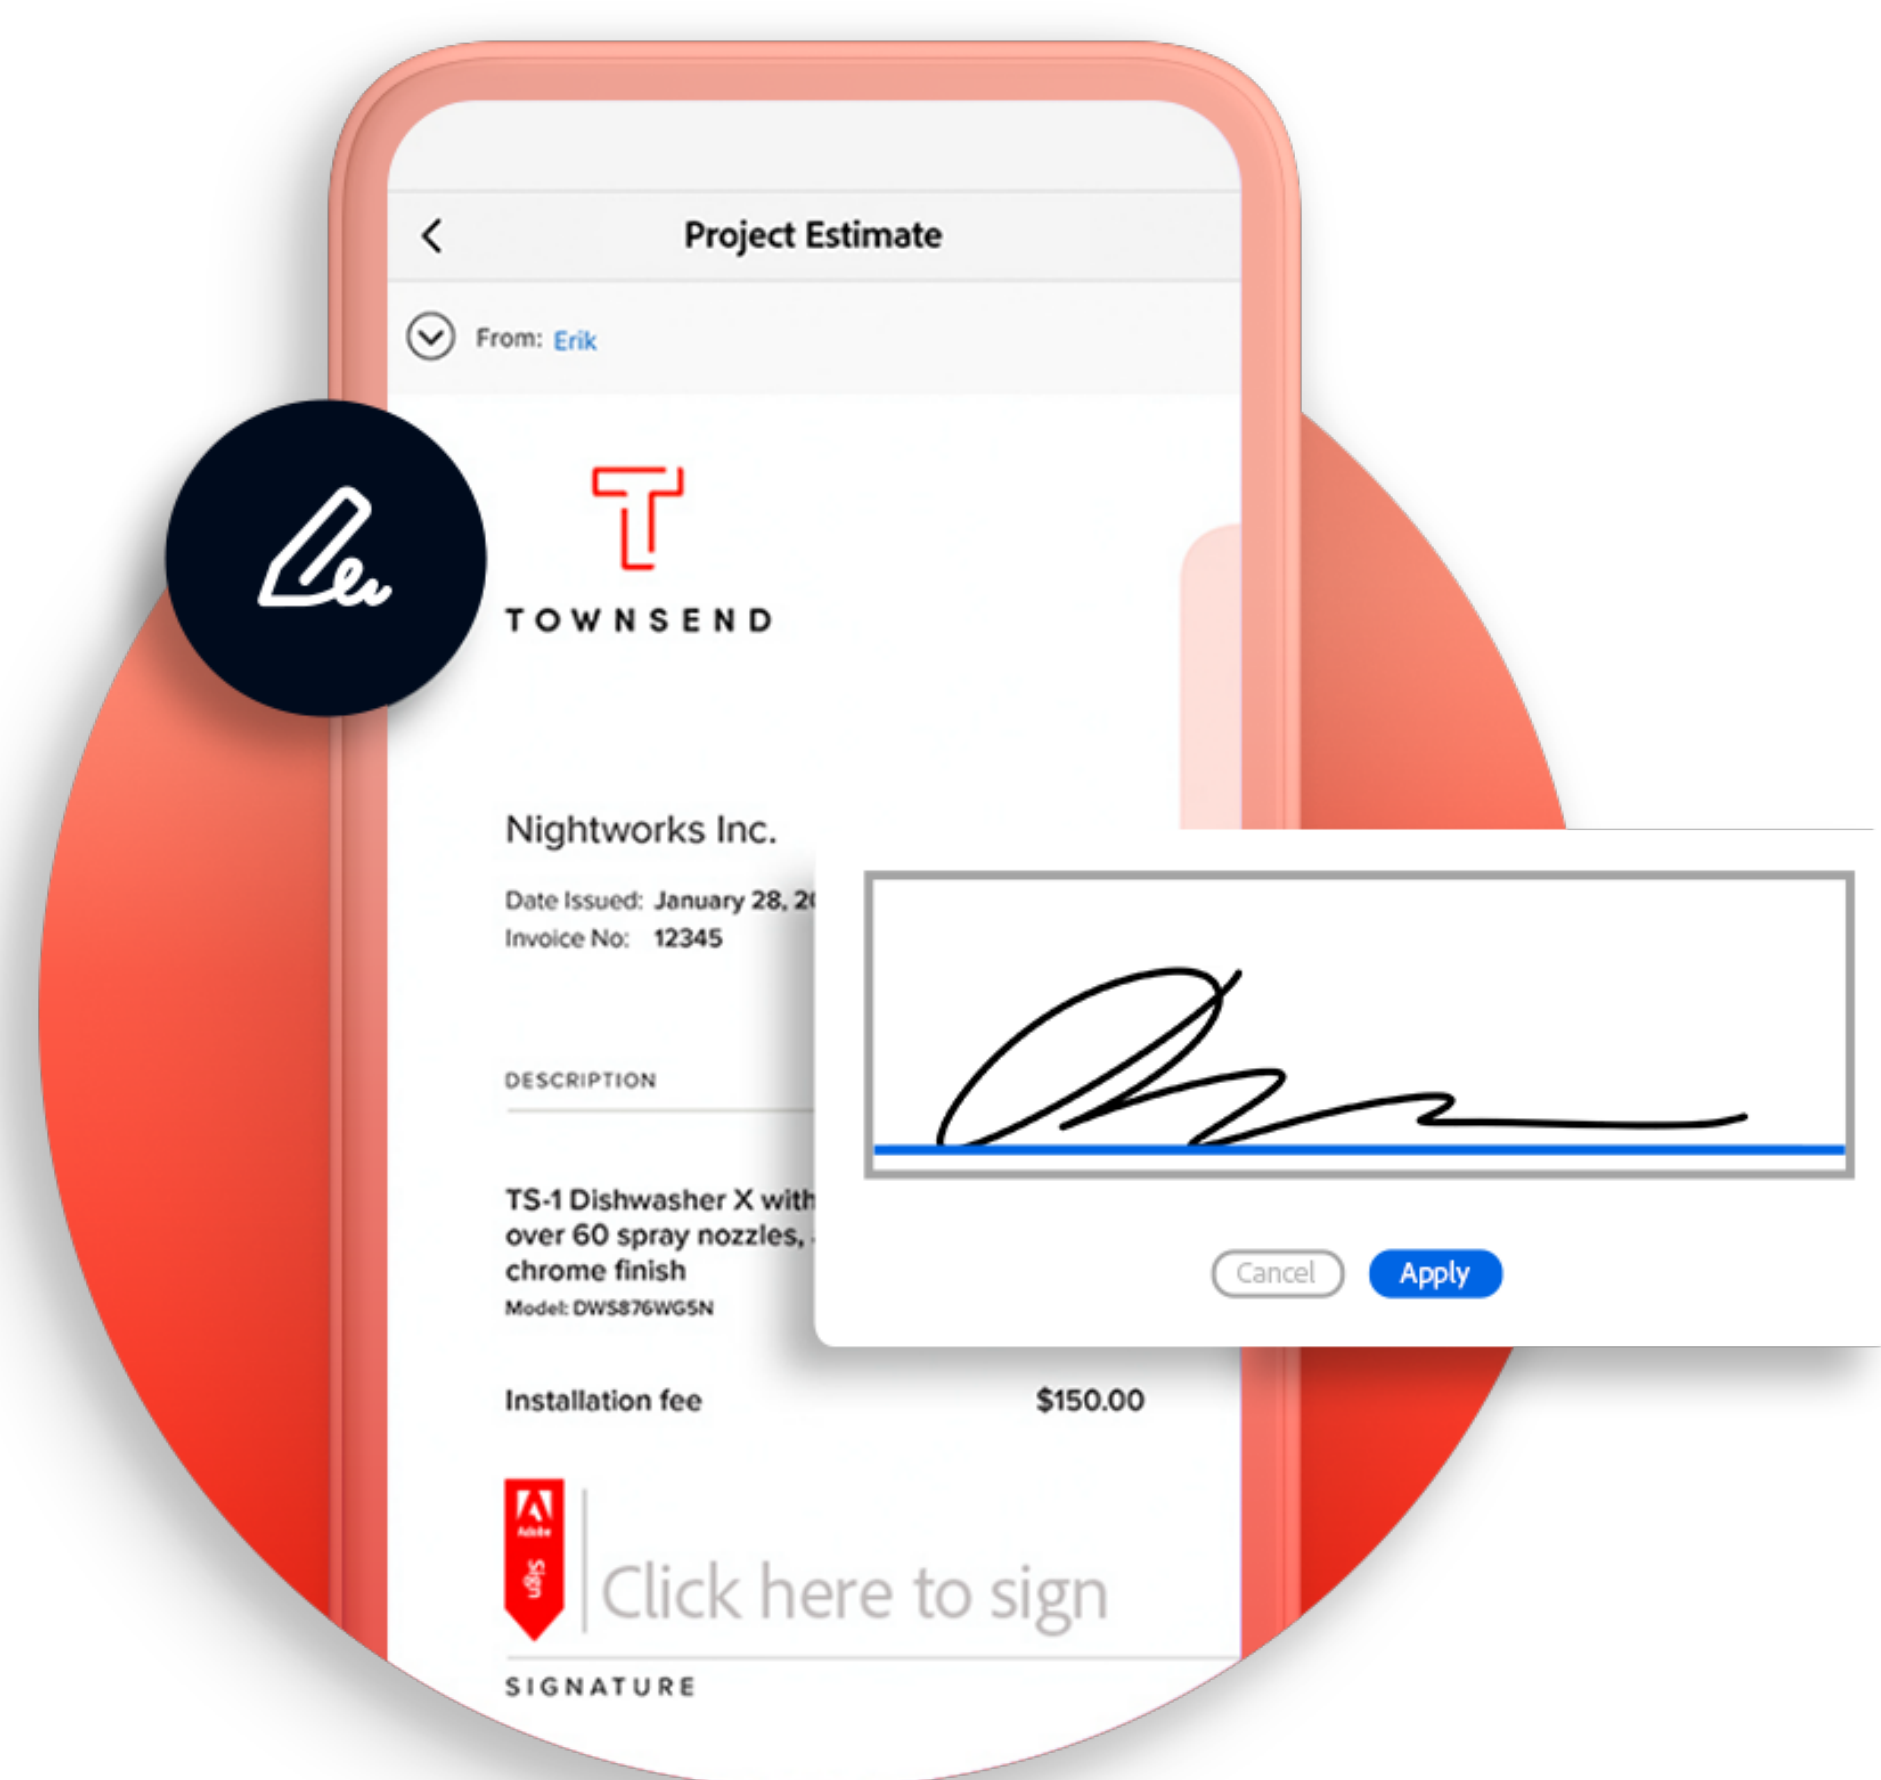 Project Estimate
From: Erik
TOWNSEND
Nightworks Inc.
Date Issued: January 28,
Invoice No: 12345
DESCRIPTION
TS-1 Dishwasher X with
over 60 spray nozzles,
chrome finish
Model: DWS876WG5N
Cancel
Apply
Installation fee $150.00
Adobe
Sign
Click here to sign
SIGNATURE